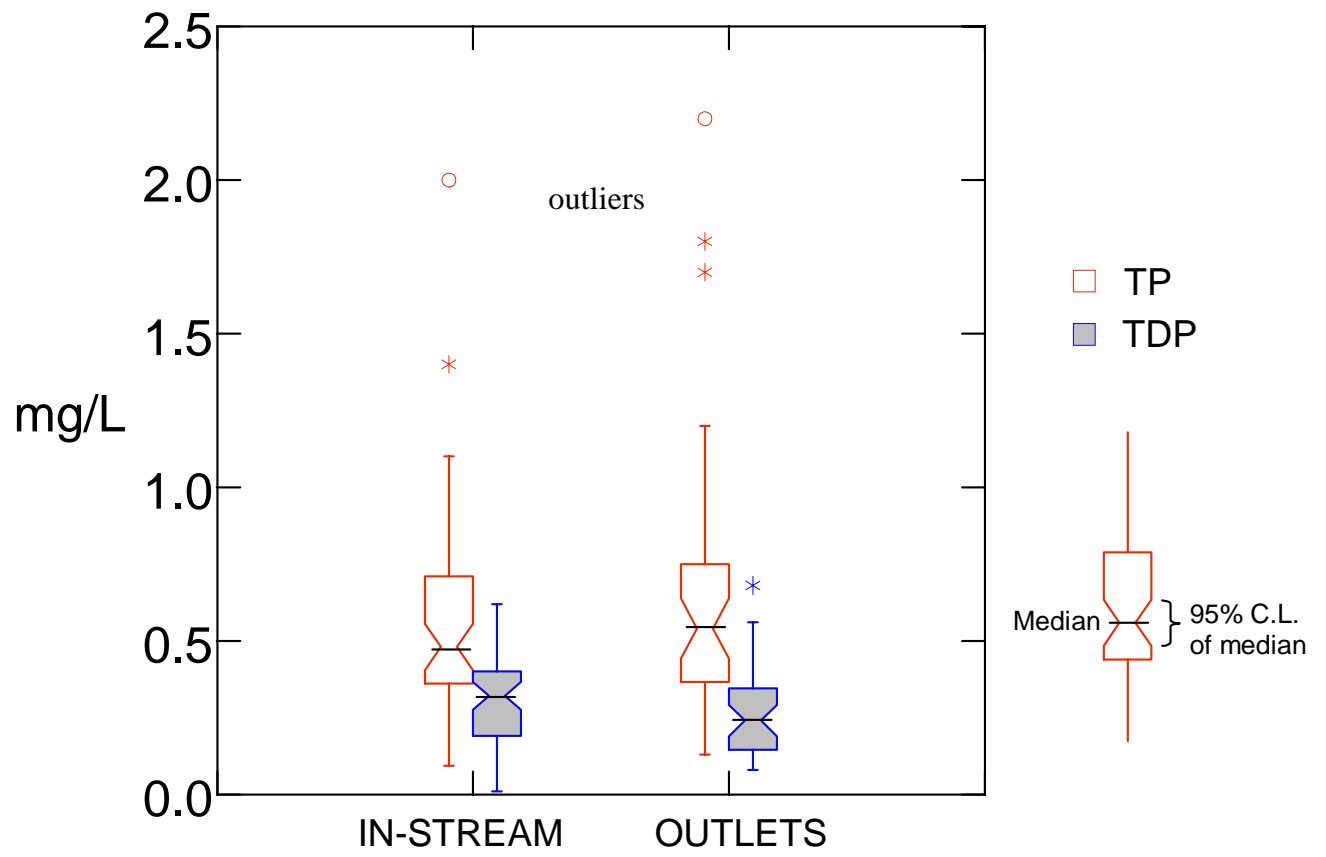 2.5
2.0
outliers
1.5
mg/L
1.0
0.5
0.0
IN-STREAM
OUTLETS
TP
TDP
Median
95% C.L.
of median